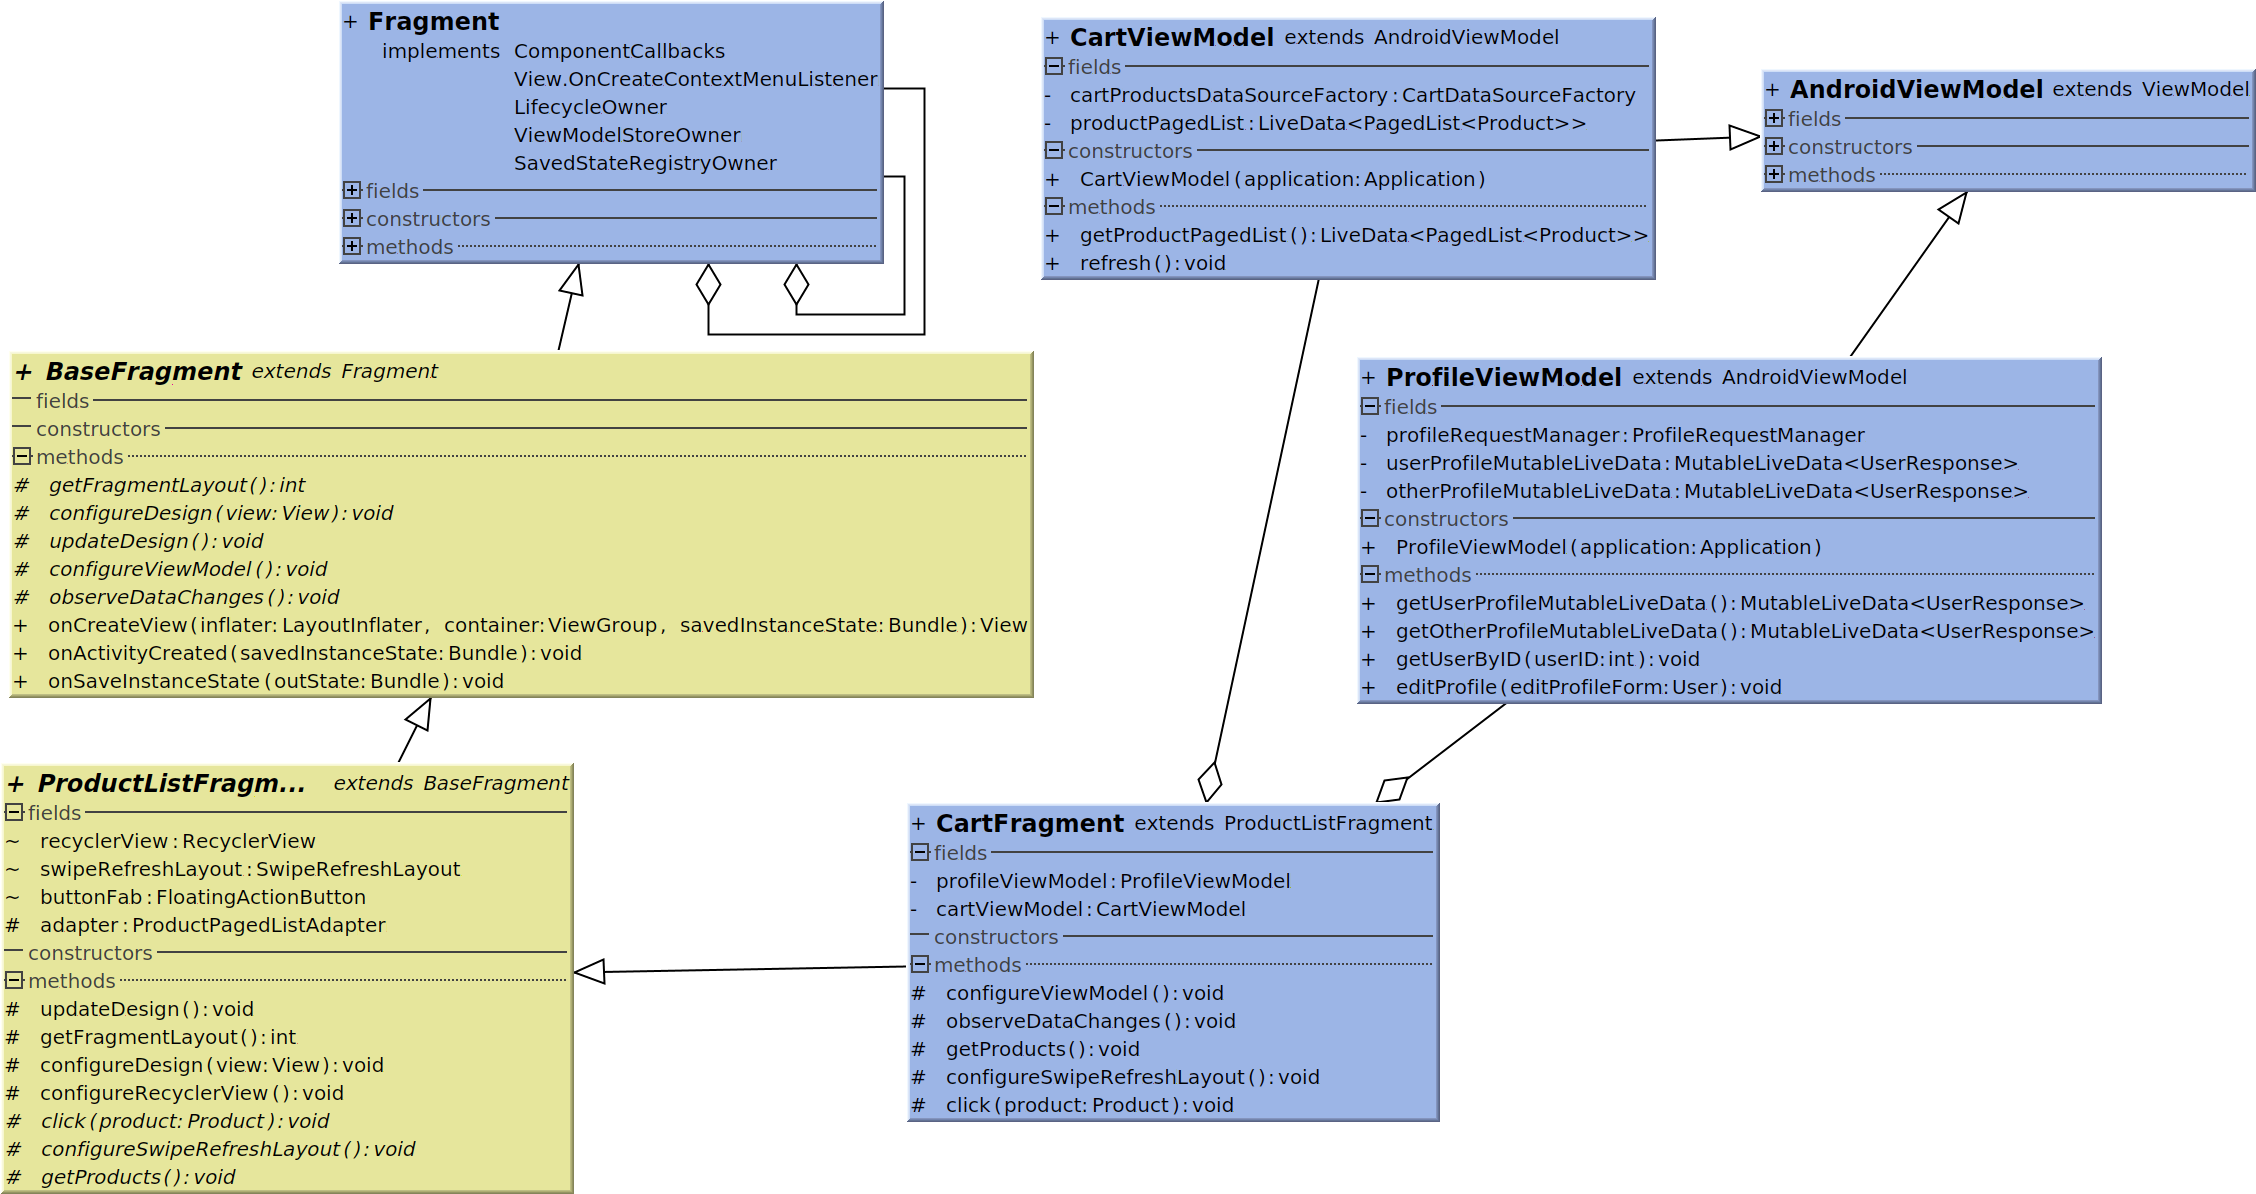 + Fragment
implements ComponentCallbacks
View.OnCreateContextMenuListener
LifecycleOwner
ViewModelStoreOwner
SavedStateRegistryOwner
+ fields
+ constructors
+ methods
+ CartViewModel extends AndroidViewModel
- fields
- cartProductsDataSourceFactory : CartDataSourceFactory
- productPagedList : LiveData<PagedList<Product>>
- constructors
+ CartViewModel (application: Application)
- methods
+ getProductPagedList (): LiveData<PagedList<Product>>
+ refresh (): void
+ AndroidViewModel extends ViewModel
+ fields
+ constructors
+ methods
+ BaseFragment extends Fragment
fields
constructors
- methods
# getFragmentLayout (): int
# configureDesign (view: View): void
# updateDesign (): void
# configureViewModel (): void
# observeDataChanges (): void
+ onCreateView (inflater: LayoutInflater, container: ViewGroup, savedInstanceState: Bundle): View
+ onActivityCreated (savedInstanceState: Bundle): void
+ onSaveInstanceState (outState: Bundle): void
+ ProfileViewModel extends AndroidViewModel
- fields
- profileRequestManager : ProfileRequestManager
- userProfileMutableLiveData : MutableLiveData<UserResponse>
- otherProfileMutableLiveData : MutableLiveData<UserResponse>
- constructors
+ ProfileViewModel (application: Application)
- methods
+ getUserProfileMutableLiveData (): MutableLiveData<UserResponse>
+ getOtherProfileMutableLiveData (): MutableLiveData<UserResponse>
+ getUserByID (userID: int): void
+ editProfile (editProfileForm: User): void
+ ProductListFragm... extends BaseFragment
- fields
~ recyclerView : RecyclerView
~ swipeRefreshLayout : SwipeRefreshLayout
~ buttonFab : FloatingActionButton
# adapter : ProductPagedListAdapter
constructors
- methods
# updateDesign (): void
# getFragmentLayout (): int
# configureDesign (view: View): void
# configureRecyclerView (): void
# click (product: Product): void
# configureSwipeRefreshLayout (): void
# getProducts (): void
+ CartFragment extends ProductListFragment
- fields
- profileViewModel : ProfileViewModel
- cartViewModel : CartViewModel
constructors
- methods
# configureViewModel (): void
# observeDataChanges (): void
# getProducts (): void
# configureSwipeRefreshLayout (): void
# click (product: Product): void